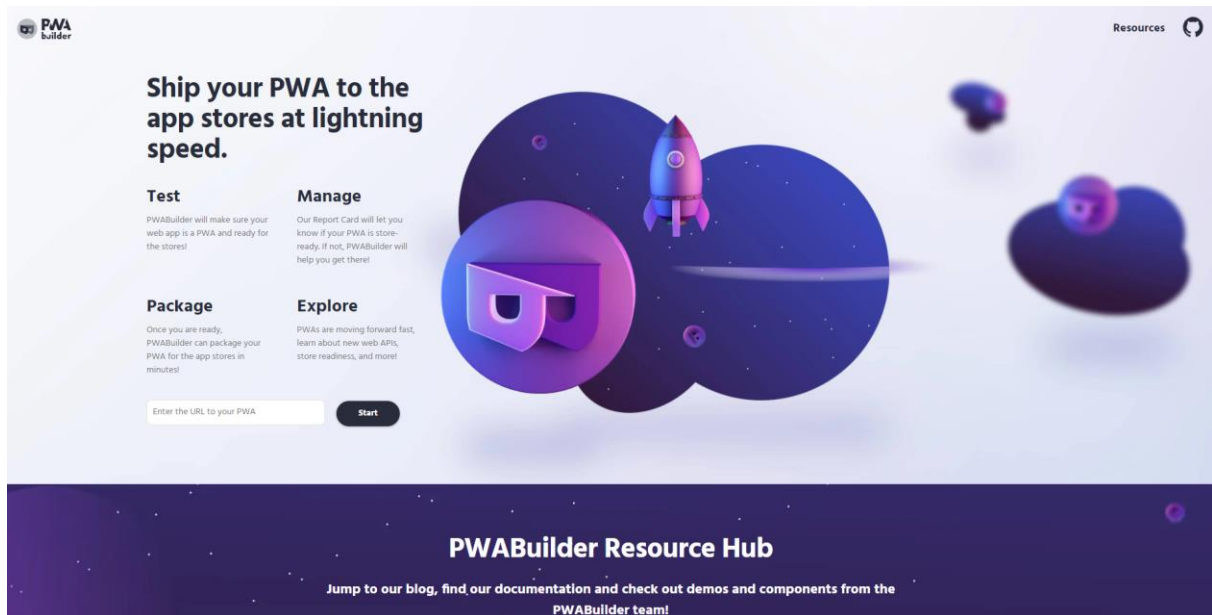 PWA
builder
Resources
Ship your PWA to the
app stores at lightning
speed.
Test
PWABuilder will make sure your
web app is a PWA and ready for
the stores!
Manage
Our Report Card will let you
know if your PWA is store-
ready. If not, PWABuilder will
help you get there!
Package
Once you are ready,
PWABuilder can package your
PWA for the app stores in
minutes!
Explore
PWAs are moving forward fast,
learn about new web APIs,
store readiness, and more!
Enter the URL to your PWA
Start
PWABuilder Resource Hub
Jump to our blog, find our documentation and check out demos and components from the
PWABuilder team!